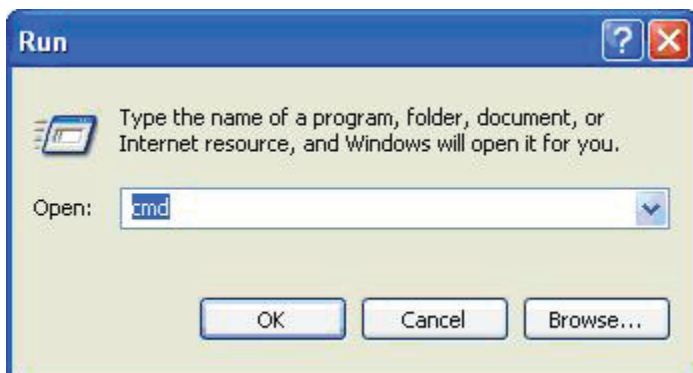 Run
?
Type the name of a program, folder, document, or
Internet resource, and Windows will open it for you.
Open: cmd
OK Cancel Browse...